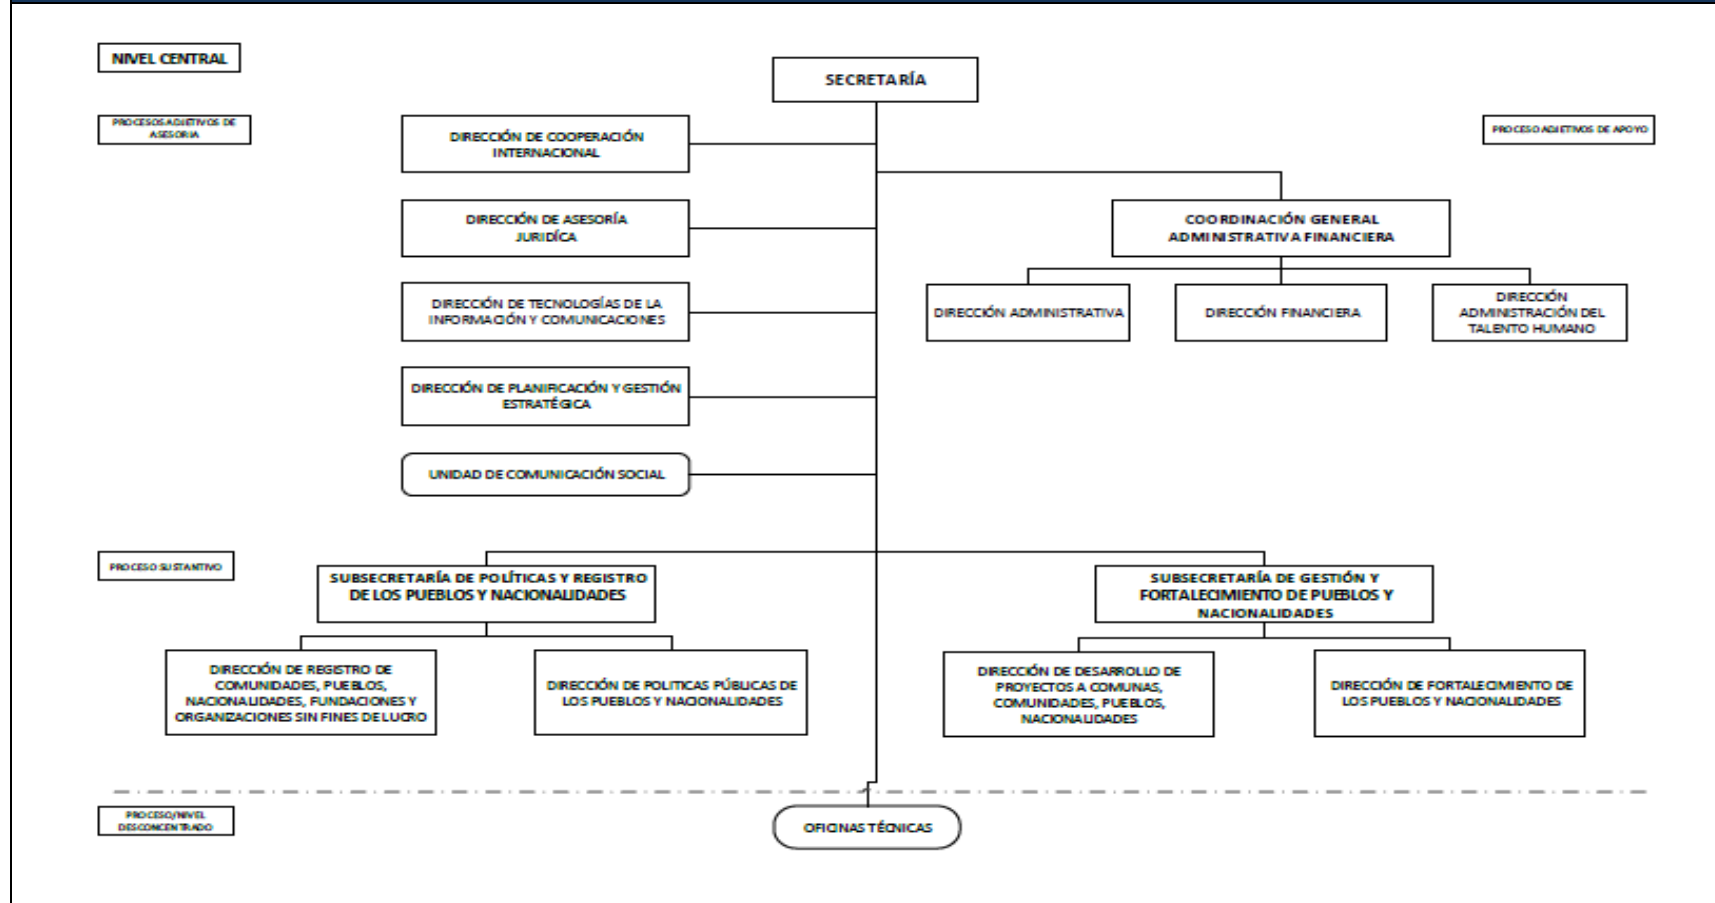 NIVEL CENTRAL
SECRETARÍA
PROCESOS ADJETIVOS DE
ASESORIA
PROCESO ADJETIVOS DE APOYO
DIRECCIÓN DE COOPERACIÓN
INTERNACIONAL
DIRECCIÓN DE ASESORÍA
JURIDÍCA
COORDINACIÓN GENERAL
ADMINISTRATIVA FINANCIERA
DIRECCIÓN DE TECNOLOGÍAS DE LA
INFORMACIÓN Y COMUNICACIONES
DIRECCIÓN ADMINISTRATIVA
DIRECCIÓN FINANCIERA
DIRECCIÓN
ADMINISTRACIÓN DEL
TALENTO HUMANO
DIRECCIÓN DE PLANIFICACIÓN Y GESTIÓN
ESTRATÉGICA
UNIDAD DE COMUNICACIÓN SOCIAL
PROCESO SUSTANTIVO
SUBSECRETARÍA DE POLÍTICAS Y REGISTRO
DE LOS PUEBLOS Y NACIONALIDADES
SUBSECRETARÍA DE GESTIÓN Y
FORTALECIMIENTO DE PUEBLOS Y
NACIONALIDADES
DIRECCIÓN DE REGISTRO DE
COMUNIDADES, PUEBLOS,
NACIONALIDADES, FUNDACIONES Y
ORGANIZACIONES SIN FINES DE LUCRO
DIRECCIÓN DE POLITICAS PÚBLICAS DE
LOS PUEBLOS Y NACIONALIDADES
DIRECCIÓN DE DESARROLLO DE
PROYECTOS A COMUNAS,
COMUNIDADES, PUEBLOS,
NACIONALIDADES
DIRECCIÓN DE FORTALECIMIENTO DE
LOS PUEBLOS Y NACIONALIDADES
PROCESO/NIVEL
DESCONCENTRADO
OFICINAS TÉCNICAS